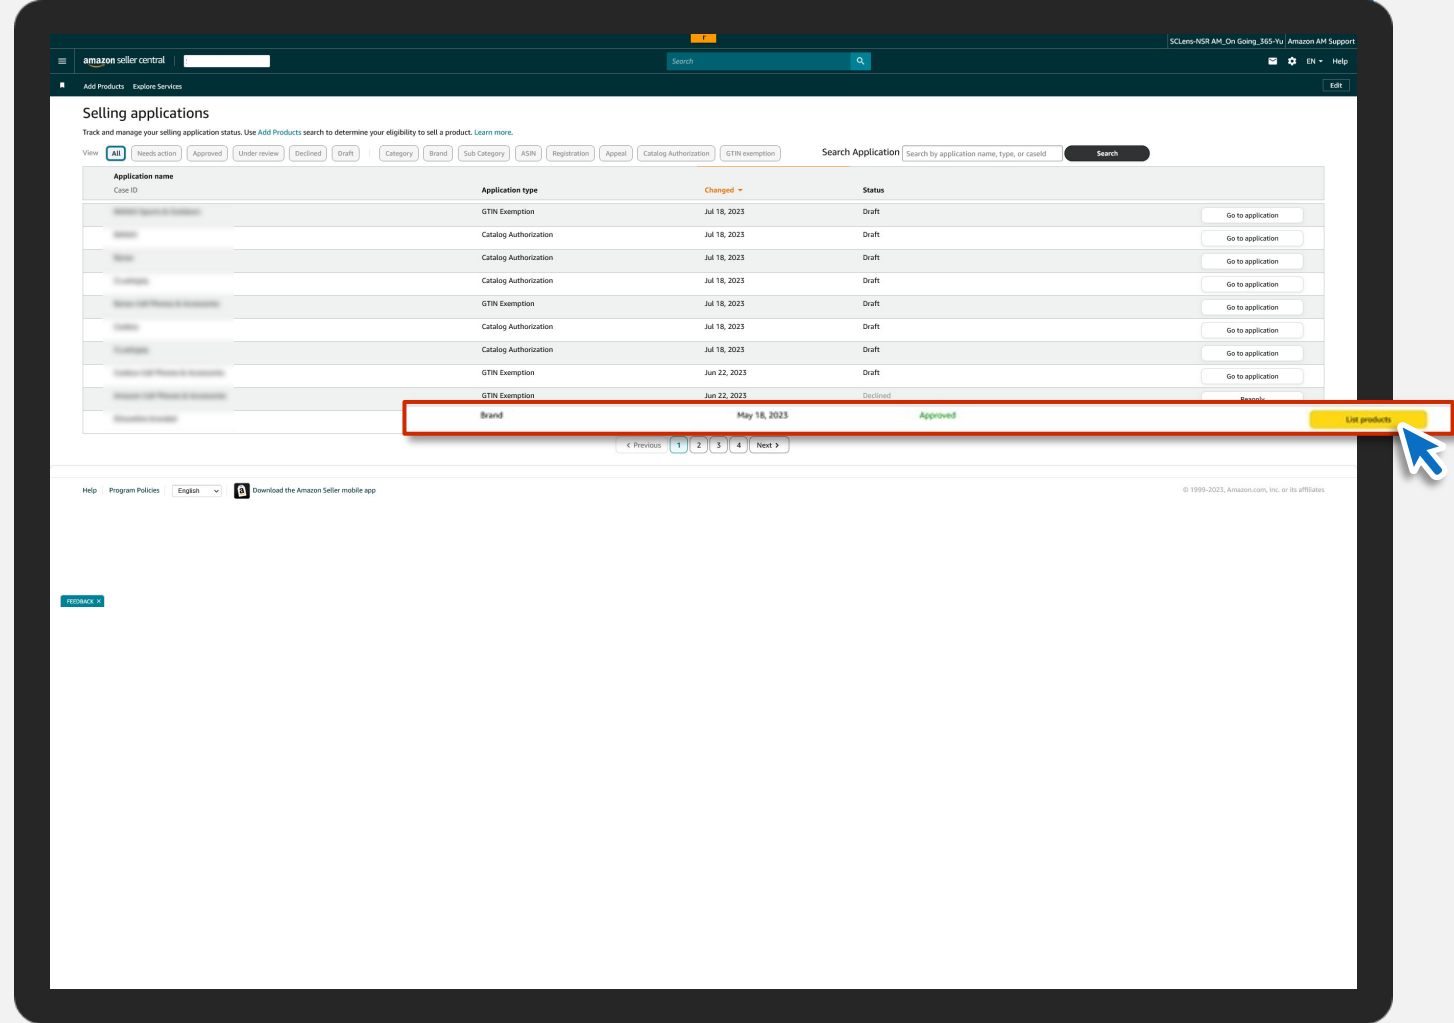 r
SCLens-NSR AM_On Going_365-Yu Amazon AM Support
amazon seller central Search EN Help
Add Products Explore Services Edit
Selling applications
Track and manage your selling application status. Use Add Products search to determine your eligibility to sell a product. Learn more.
View All Needs action Approved Under review Declined Draft Category Brand Sub Category ASIN Registration Appeal Catalog Authorization GTIN exemption Search Application Search by application name, type, or caseId Search
Application name
Case ID Application type Changed Status
GTIN Exemption Jul 18, 2023 Draft Go to application
Catalog Authorization Jul 18, 2023 Draft Go to application
Catalog Authorization Jul 18, 2023 Draft Go to application
Catalog Authorization Jul 18, 2023 Draft Go to application
GTIN Exemption Jul 18, 2023 Draft Go to application
Catalog Authorization Jul 18, 2023 Draft Go to application
Catalog Authorization Jul 18, 2023 Draft Go to application
GTIN Exemption Jun 22, 2023 Draft Go to application
GTIN Exemption Jun 22, 2023 Declined Reapply
Brand May 18, 2023 Approved List products
< Previous 1 2 3 4 Next >
Help Program Policies English Download the Amazon Seller mobile app © 1999-2023, Amazon.com, Inc. or its affiliates
FEEDBACK ×